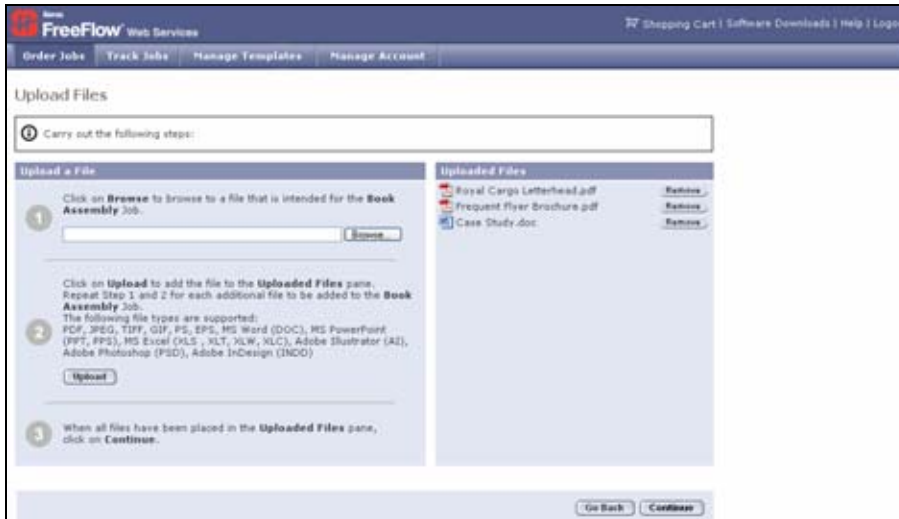 Xerox
FreeFlow® Web Services
Shopping Cart | Software Downloads | Help | Logo
Order Jobs Track Jobs Manage Templates Manage Account
Upload Files
Carry out the following steps:
Upload a File
1
Click on Browse to browse to a file that is intended for the Book
Assembly Job.
Browse...
2
Click on Upload to add the file to the Uploaded Files pane.
Repeat Step 1 and 2 for each additional file to be added to the Book
Assembly Job.
The following file types are supported:
PDF, JPEG, TIFF, GIF, PS, EPS, MS Word (DOC), MS PowerPoint
(PPT, PPS), MS Excel (XLS , XLT, XLW, XLC), Adobe Illustrator (AI),
Adobe Photoshop (PSD), Adobe InDesign (INDD)
Upload
3
When all files have been placed in the Uploaded Files pane,
click on Continue.
Uploaded Files
Royal Cargo Letterhead.pdf Remove
Frequent Flyer Brochure.pdf Remove
Case Study.doc Remove
Go Back Continue